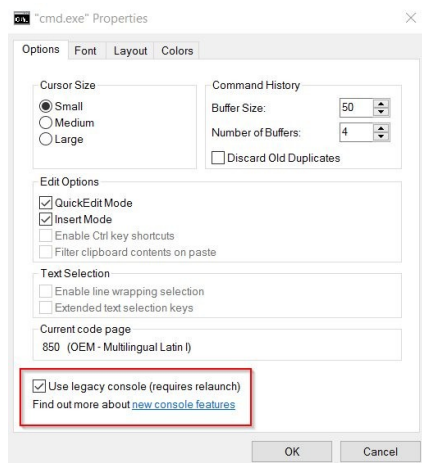 "cmd.exe" Properties
Options Font Layout Colors
Cursor Size
Small
Medium
Large
Command History
Buffer Size: 50
Number of Buffers: 4
Discard Old Duplicates
Edit Options
QuickEdit Mode
Insert Mode
Enable Ctrl key shortcuts
Filter clipboard contents on paste
Text Selection
Enable line wrapping selection
Extended text selection keys
Current code page
850 (OEM - Multilingual Latin I)
Use legacy console (requires relaunch)
Find out more about new console features
OK Cancel